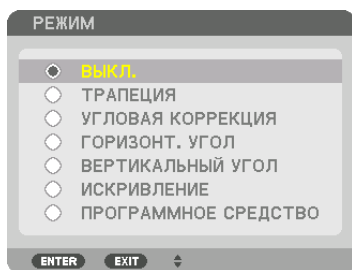 РЕЖИМ
ВЫКЛ.
ТРАПЕЦИЯ
УГЛОВАЯ КОРРЕКЦИЯ
ГОРИЗОНТ. УГОЛ
ВЕРТИКАЛЬНЫЙ УГОЛ
ИСКРИВЛЕНИЕ
ПРОГРАММНОЕ СРЕДСТВО
ENTER EXIT